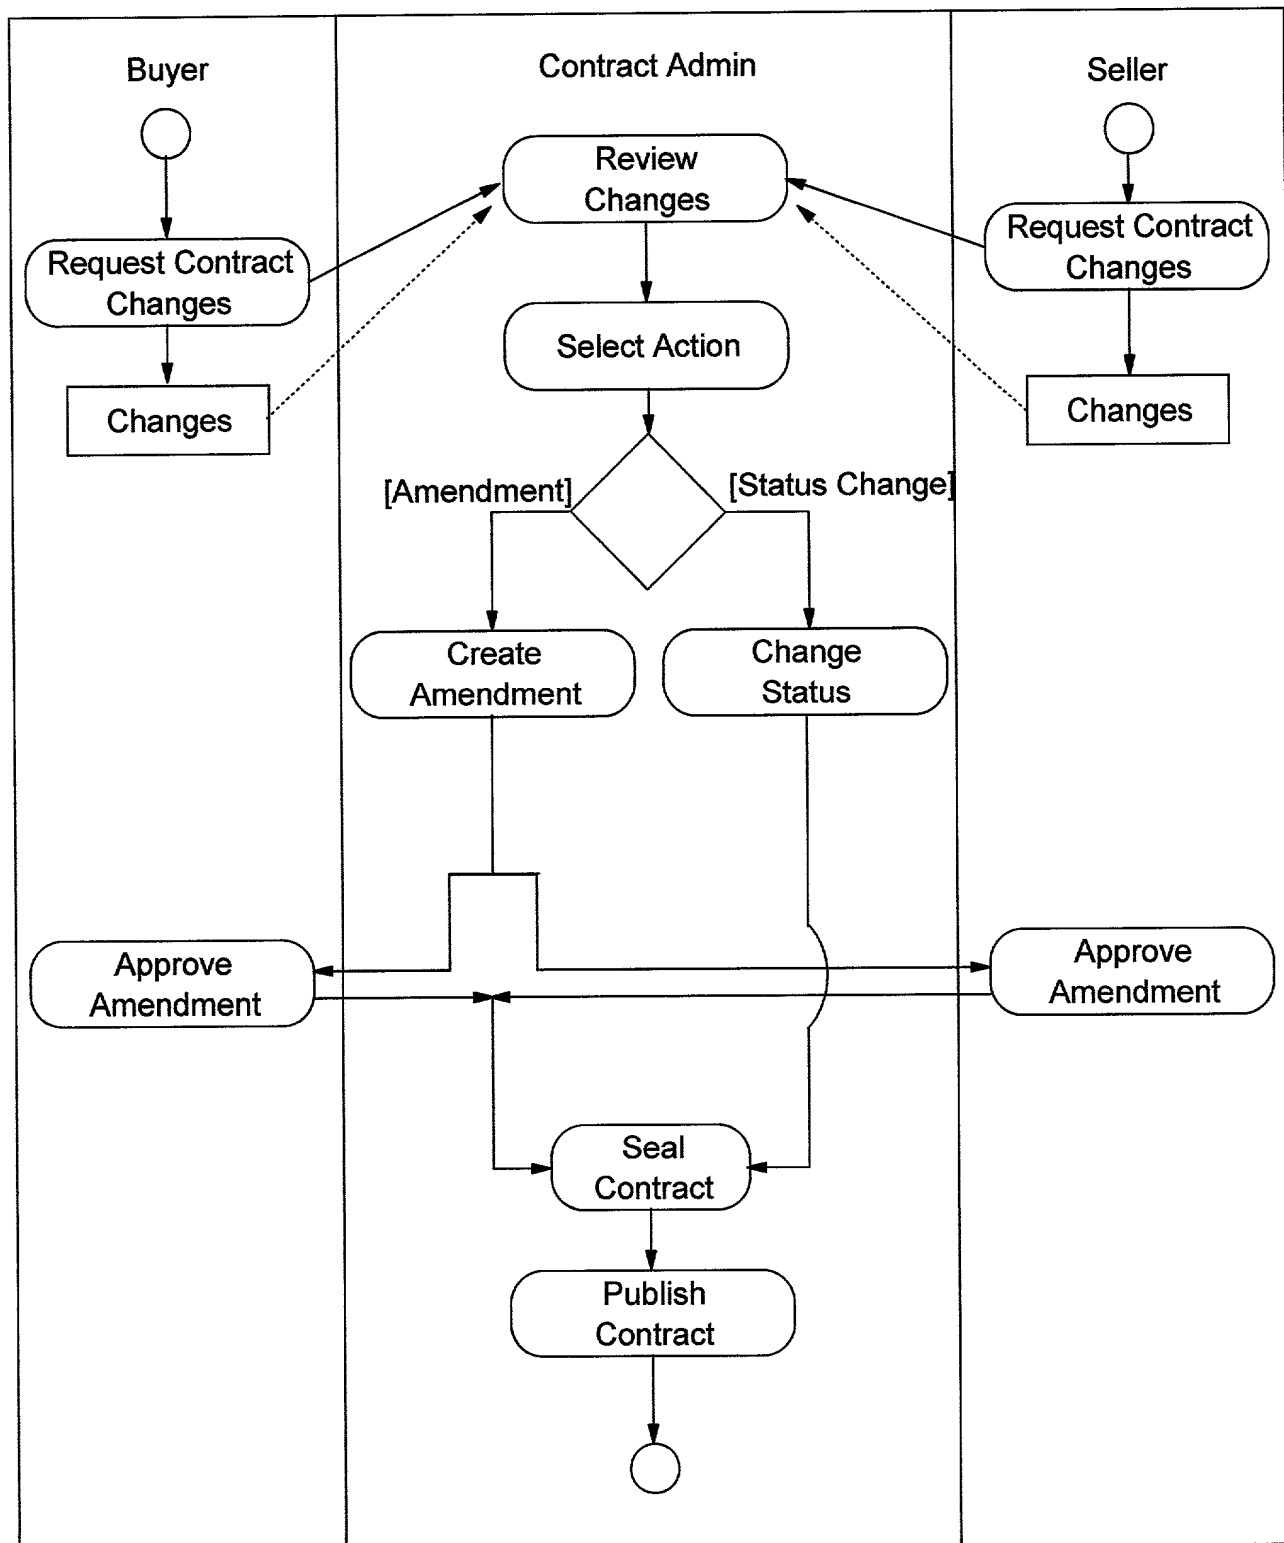 Buyer
Contract Admin
Seller
Review
Changes
Request Contract
Changes
Request Contract
Changes
Select Action
Changes
Changes
[Amendment]
[Status Change]
Create
Amendment
Change
Status
Approve
Amendment
Approve
Amendment
Seal
Contract
Publish
Contract